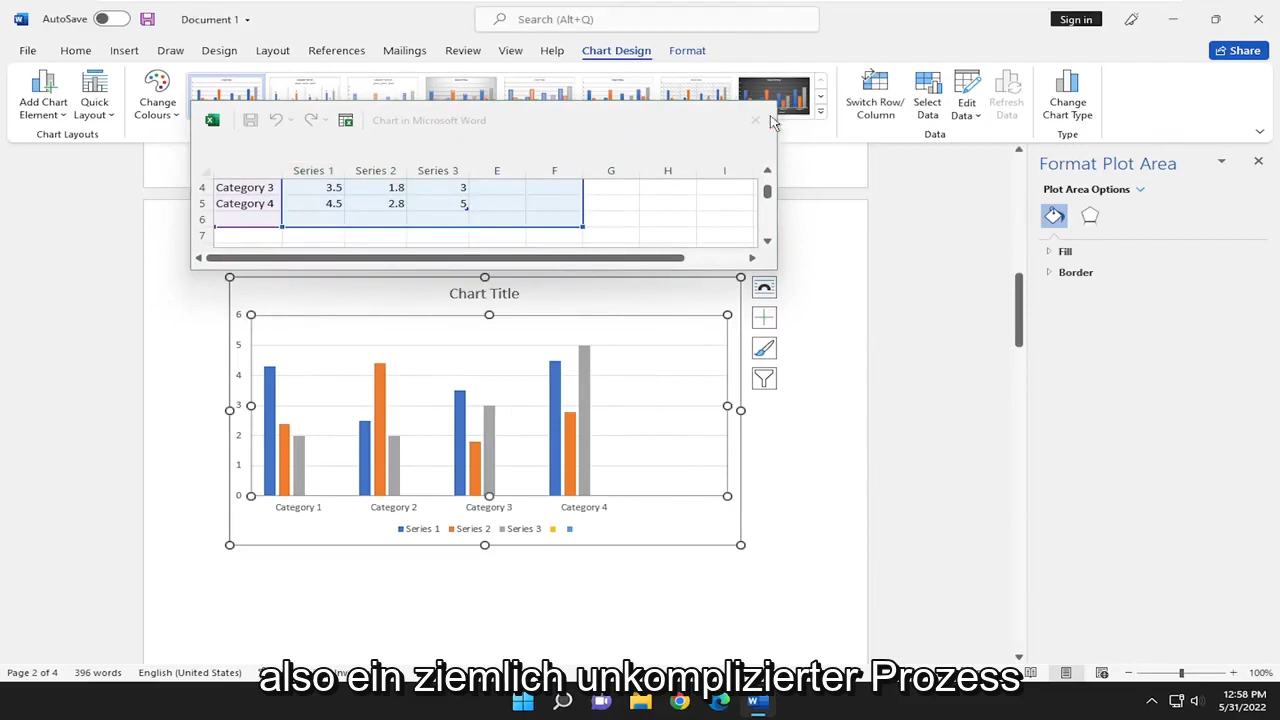 AutoSave
Document 1
Search (Alt+Q)
Sign in
File Home Insert Draw Design Layout References Mailings Review View Help Chart Design Format
Share
Add Chart Element
Quick Layout
Chart Layouts
Change Colours
Switch Row/ Column
Select Data
Edit Data
Refresh Data
Data
Change Chart Type
Type
Chart in Microsoft Word
Series 1 Series 2 Series 3 E F G H I
4 Category 3 3.5 1.8 3
5 Category 4 4.5 2.8 5
6
7
Format Plot Area
Plot Area Options
Fill
Border
Chart Title
6
5
4
3
2
1
0
Category 1 Category 2 Category 3 Category 4
Series 1 Series 2 Series 3
also ein ziemlich unkomplizierter Prozess
Page 2 of 4 396 words English (United States)
100%
12:58 PM
5/31/2022